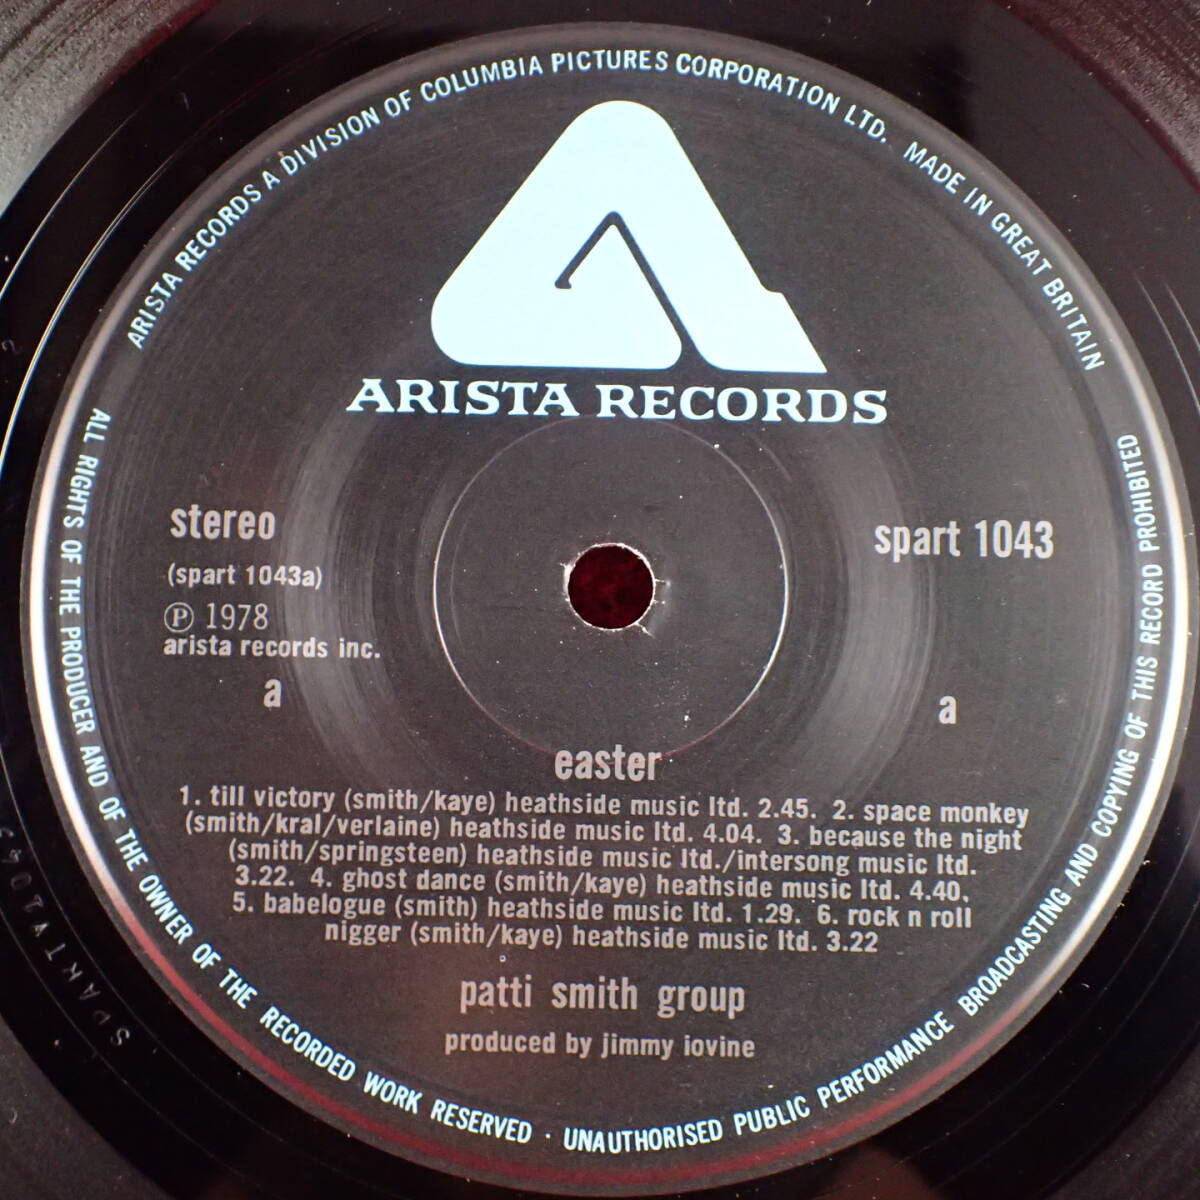 ARISTA RECORDS A DIVISION OF COLUMBIA PICTURES CORPORATION LTD. MADE IN GREAT BRITAIN
ARISTA RECORDS
stereo
spart 1043
(spart 1043a)
℗ 1978
arista records inc.
a
a
easter
1. till victory (smith/kaye) heathside music ltd. 2.45. 2. space monkey
(smith/kral/verlaine) heathside music ltd. 4.04. 3. because the night
(smith/springsteen) heathside music ltd./intersong music ltd.
3.22. 4. ghost dance (smith/kaye) heathside music ltd. 4.40.
5. babelogue (smith) heathside music ltd. 1.29. 6. rock n roll
nigger (smith/kaye) heathside music ltd. 3.22
patti smith group
produced by jimmy iovine
ALL RIGHTS OF THE PRODUCER AND OF THE OWNER OF THE RECORDED WORK RESERVED · UNAUTHORISED PUBLIC PERFORMANCE BROADCASTING AND COPYING OF THIS RECORD PROHIBITED